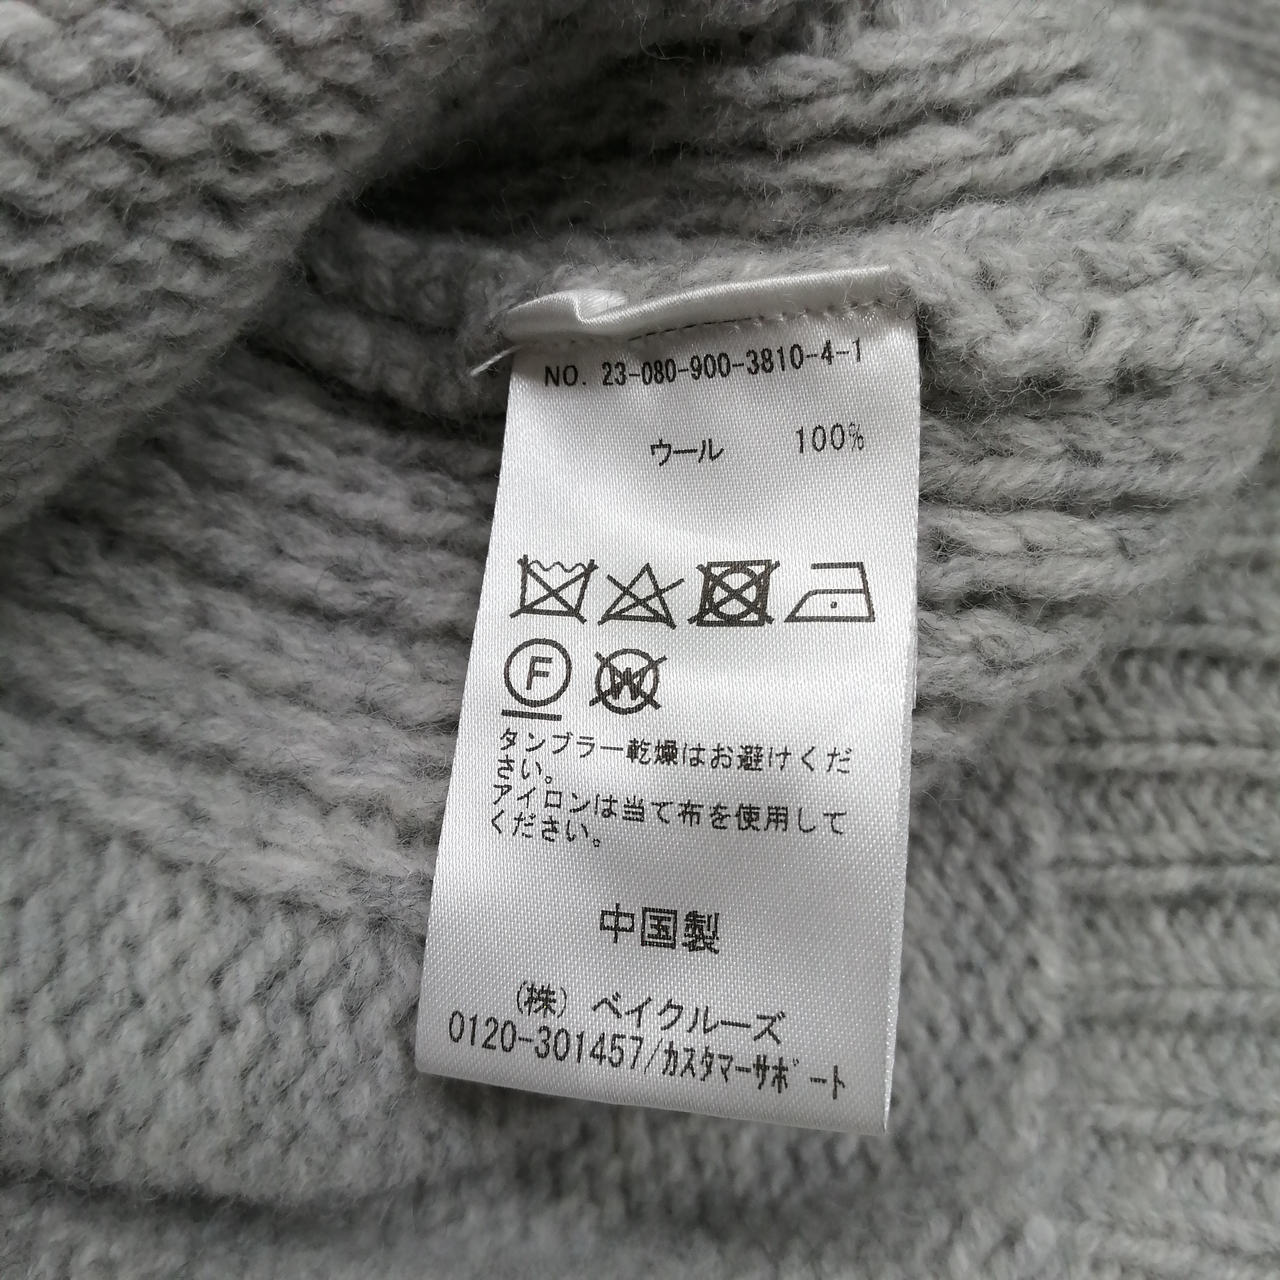 NO. 23-080-900-3810-4-1
ウール 100%
F W
タンブラー乾燥はお避けくだ
さい。
アイロンは当て布を使用して
ください。
中国製
(株) ベイクルーズ
0120-301457/カスタマーサポート